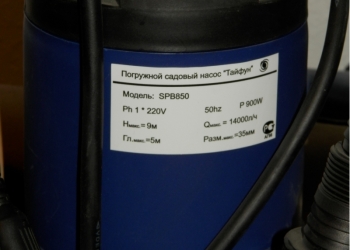 Погружной садовый насос "Тайфун"
Модель: SPB850
Ph 1 * 220V 50hz P 900W
Hмакс.= 9м Qмакс.= 14000л/ч
Гл.макс.=5м Разм.макс.=35мм